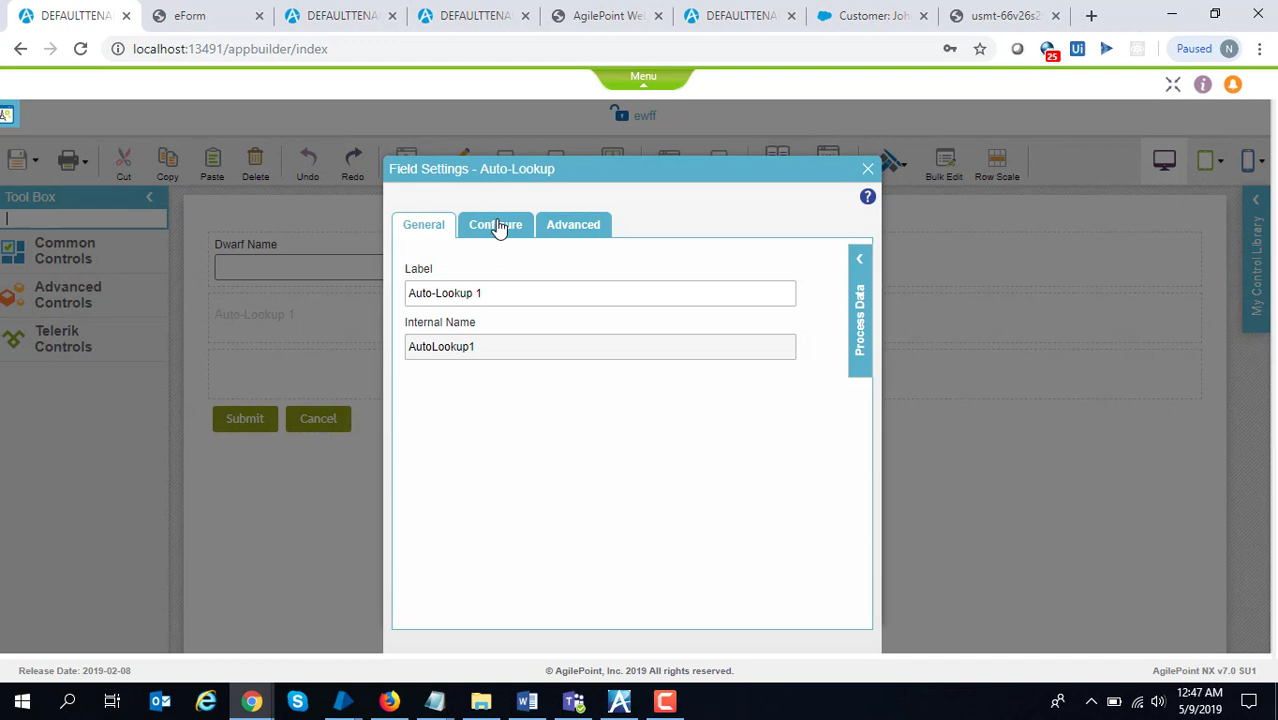 DEFAULTTENA
eForm
DEFAULTTENA
DEFAULTTENA
AgilePoint We
DEFAULTTENA
Customer: Joh
usmt-66v26s2
localhost:13491/appbuilder/index
25
Ui
Paused
N
Menu
ewff
Cut
Copy
Paste
Delete
Undo
Redo
Bulk Edit
Row Scale
Tool Box
Common
Controls
Advanced
Controls
Telerik
Controls
Dwarf Name
Auto-Lookup 1
Submit
Cancel
Field Settings - Auto-Lookup
General
Configure
Advanced
Label
Auto-Lookup 1
Internal Name
AutoLookup1
Process Data
My Control Library
Release Date: 2019-02-08
© AgilePoint, Inc. 2019 All rights reserved.
AgilePoint NX v7.0 SU1
12:47 AM
5/9/2019